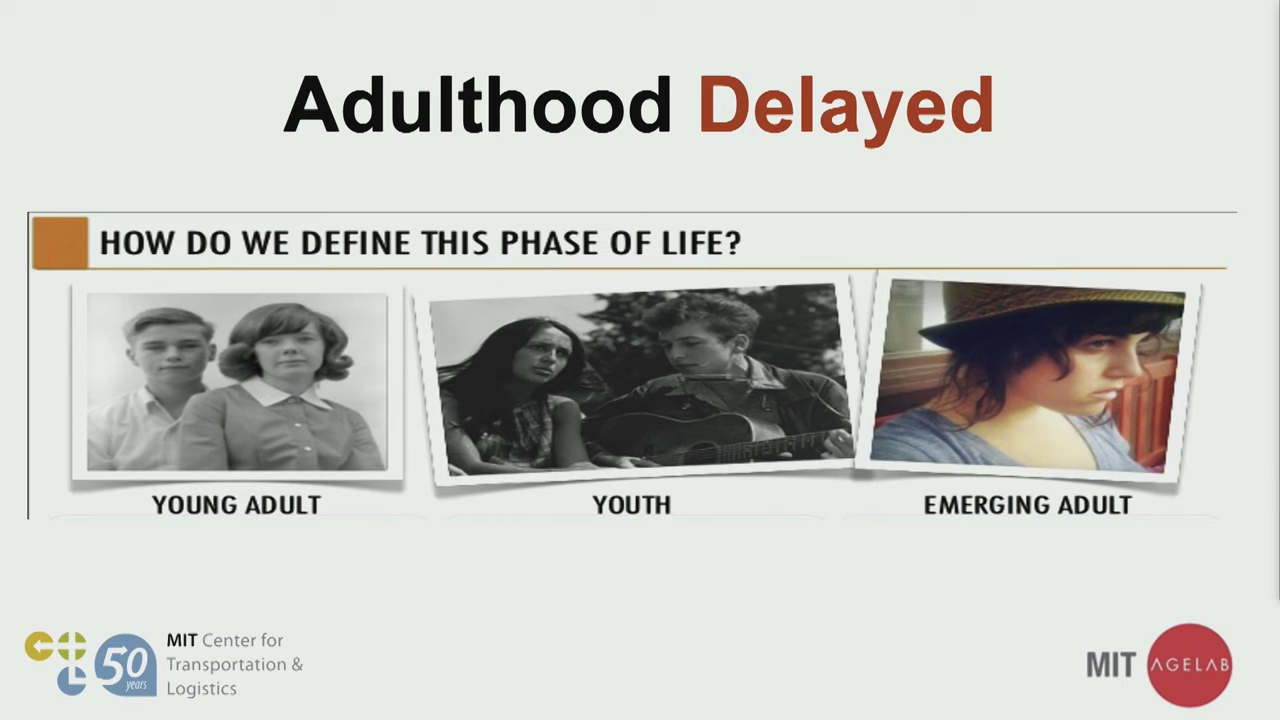 Adulthood Delayed
HOW DO WE DEFINE THIS PHASE OF LIFE?
YOUNG ADULT
YOUTH
EMERGING ADULT
50
years
MIT Center for
Transportation &
Logistics
MIT AGELAB